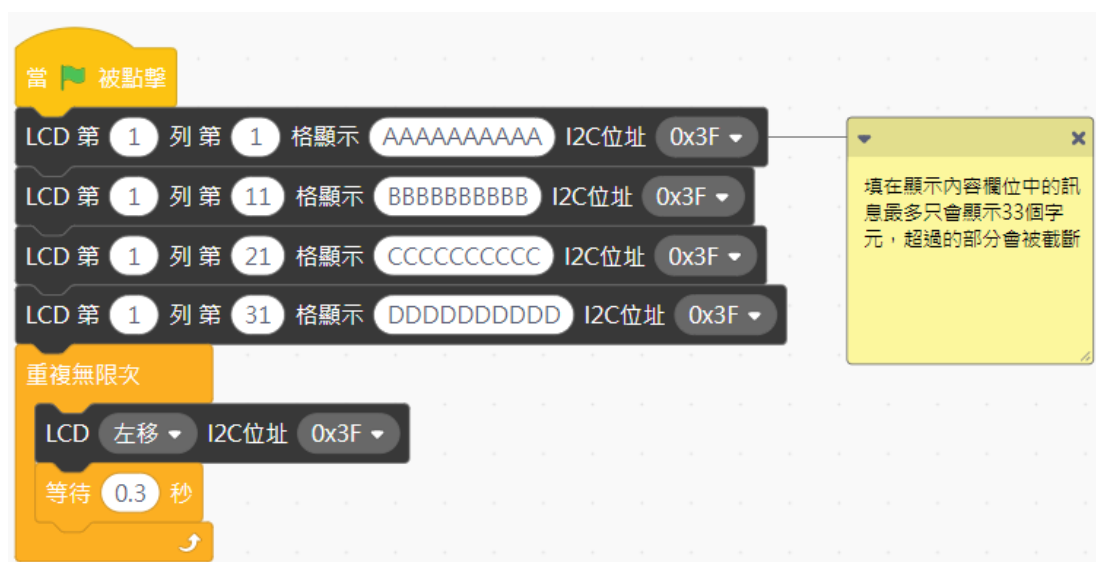 當 被點擊
LCD 第 1 列 第 1 格顯示 AAAAAAAAAA I2C位址 0x3F
LCD 第 1 列 第 11 格顯示 BBBBBBBBBB I2C位址 0x3F
LCD 第 1 列 第 21 格顯示 CCCCCCCCCC I2C位址 0x3F
LCD 第 1 列 第 31 格顯示 DDDDDDDDDD I2C位址 0x3F
重複無限次
LCD 左移 I2C位址 0x3F
等待 0.3 秒
填在顯示內容欄位中的訊
息最多只會顯示33個字
元，超過的部分會被截斷